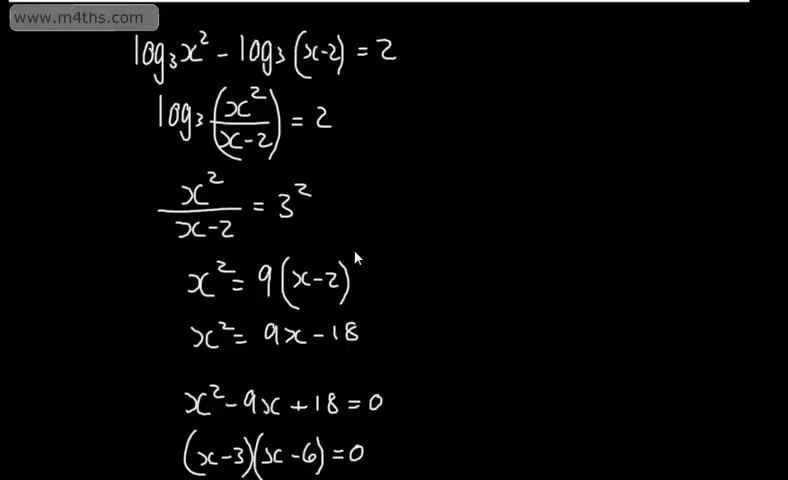 www.m4ths.com
log₃x² - log₃(x-2) = 2
log₃(x²/(x-2)) = 2
x²/(x-2) = 3²
x² = 9(x-2)
x² = 9x - 18
x² - 9x + 18 = 0
(x-3)(x-6) = 0